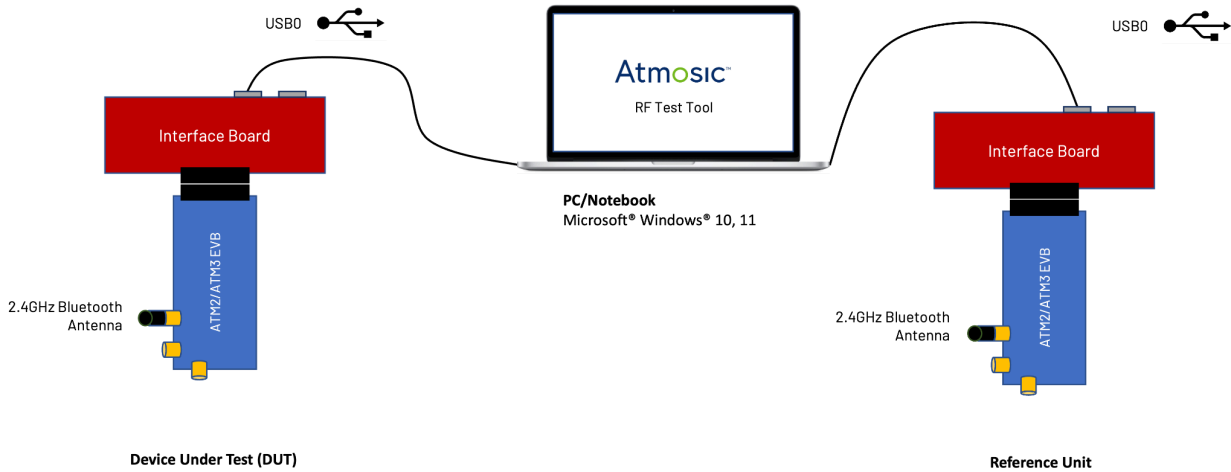 USB0
USB0
Atmosic™
RF Test Tool
Interface Board
Interface Board
PC/Notebook
Microsoft® Windows® 10, 11
ATM2/ATM3 EVB
ATM2/ATM3 EVB
2.4GHz Bluetooth
Antenna
2.4GHz Bluetooth
Antenna
Device Under Test (DUT)
Reference Unit